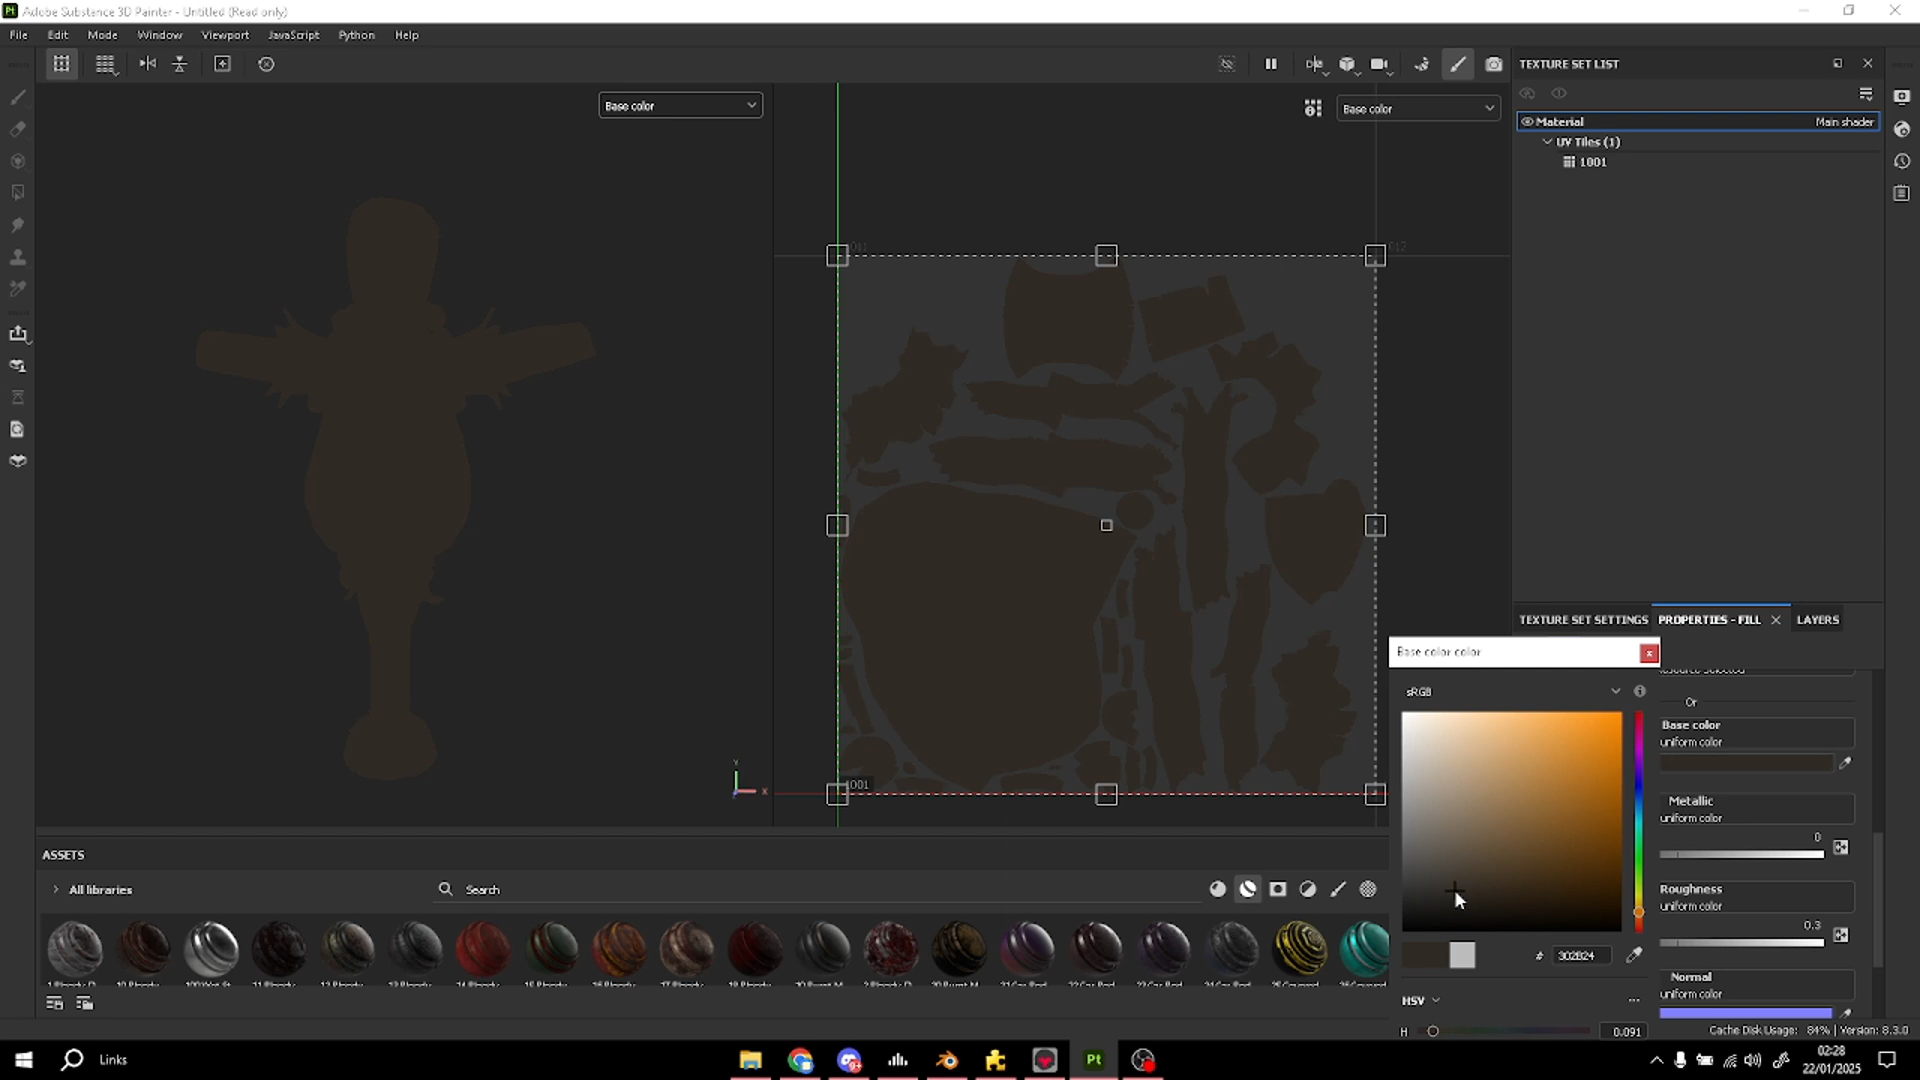 Adobe Substance 3D Painter - Untitled (Read only)
File Edit Mode Window Viewport JavaScript Python Help
Base color
Base color
TEXTURE SET LIST
Material Main shader
UV Tiles (1)
1001
1001
TEXTURE SET SETTINGS PROPERTIES - FILL LAYERS
Base color color
sRGB
Or
Base color
uniform color
Metallic
uniform color
0
Roughness
uniform color
0.3
Normal
uniform color
# 302B24
HSV
H 0.091
ASSETS
All libraries
Search
Cache Disk Usage: 84% | Version: 8.3.0
Links
02:28
22/01/2025